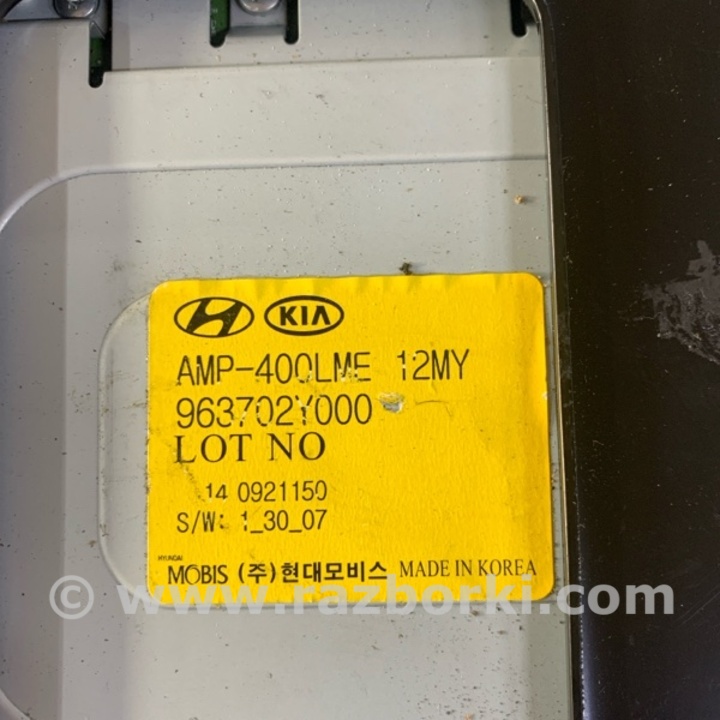 KIA
AMP-400LME 12MY
963702Y000
LOT NO
14 0921150
S/W: 1_30_07
HYUNDAI
MOBIS (주)현대모비스 MADE IN KOREA
© www.razborki.com